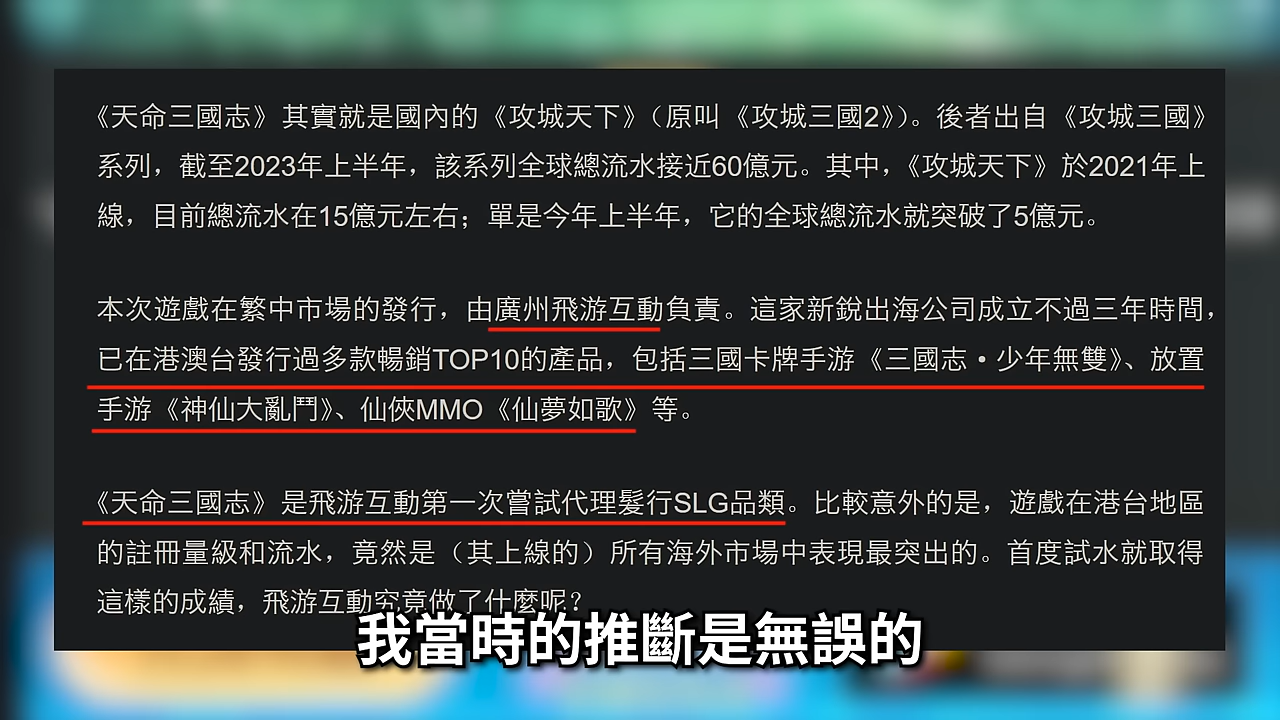 《天命三國志》其實就是國內的《攻城天下》（原叫《攻城三國2》）。後者出自《攻城三國》
系列，截至2023年上半年，該系列全球總流水接近60億元。其中，《攻城天下》於2021年上
線，目前總流水在15億元左右；單是今年上半年，它的全球總流水就突破了5億元。
本次遊戲在繁中市場的發行，由廣州飛游互動負責。這家新銳出海公司成立不過三年時間，
已在港澳台發行過多款暢銷TOP10的產品，包括三國卡牌手游《三國志•少年無雙》、放置
手游《神仙大亂鬥》、仙俠MMO《仙夢如歌》等。
《天命三國志》是飛游互動第一次嘗試代理髮行SLG品類。比較意外的是，遊戲在港台地區
的註冊量級和流水，竟然是（其上線的）所有海外市場中表現最突出的。首度試水就取得
這樣的成績，飛游互動究竟做了什麼呢？
我當時的推斷是無誤的